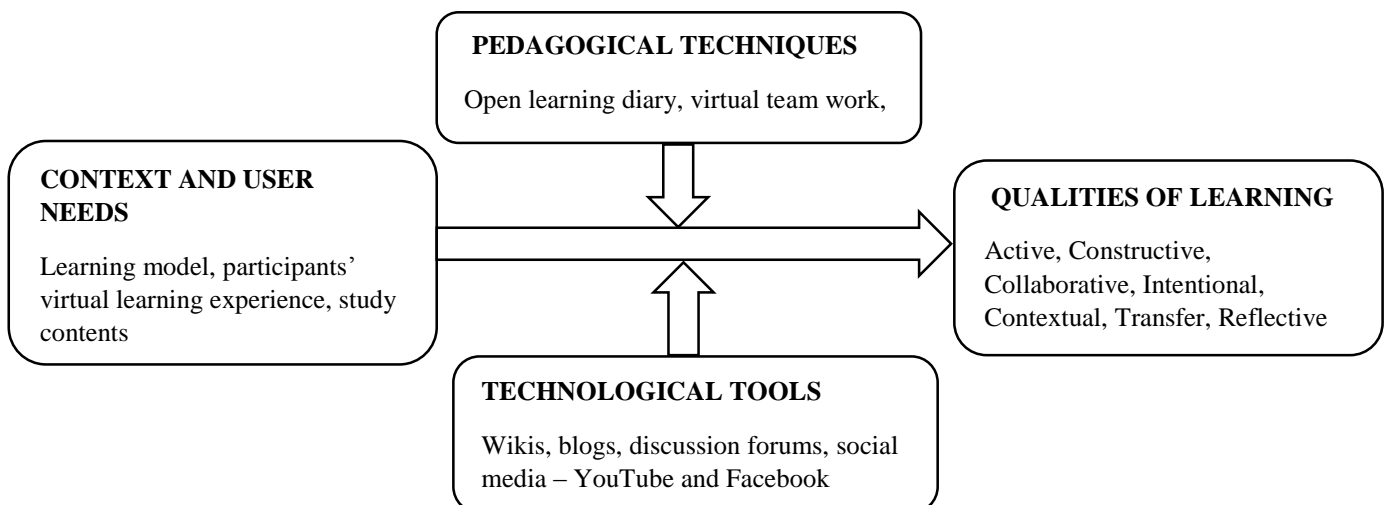 PEDAGOGICAL TECHNIQUES
Open learning diary, virtual team work,
CONTEXT AND USER
NEEDS
Learning model, participants’
virtual learning experience, study
contents
QUALITIES OF LEARNING
Active, Constructive,
Collaborative, Intentional,
Contextual, Transfer, Reflective
TECHNOLOGICAL TOOLS
Wikis, blogs, discussion forums, social
media – YouTube and Facebook